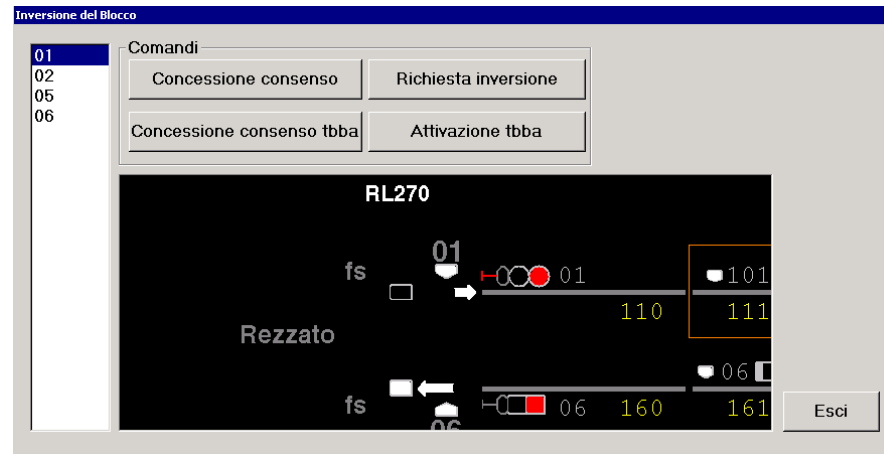 Inversione del Blocco
01
02
05
06
Comandi
Concessione consenso
Richiesta inversione
Concessione consenso tbba
Attivazione tbba
RL270
01
fs
01
101
110
111
Rezzato
06
fs
06
160
161
06
Esci